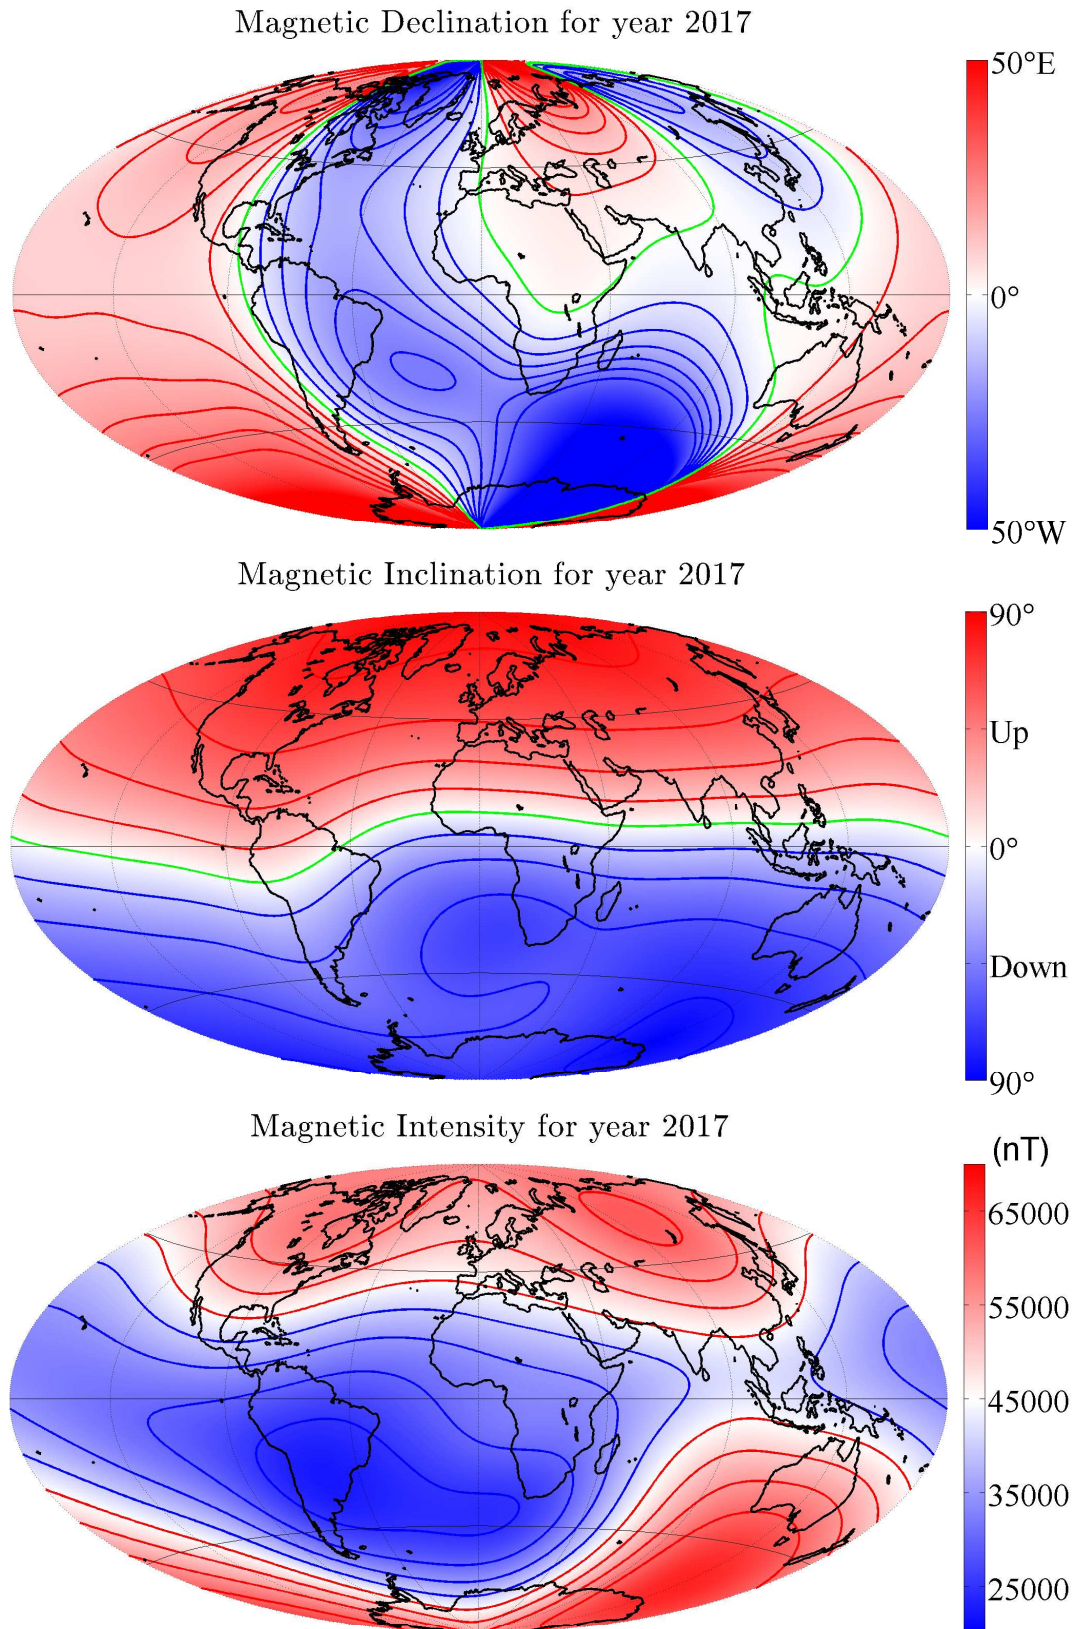 Magnetic Declination for year 2017
50°E
0°
50°W
Magnetic Inclination for year 2017
90°
Up
0°
Down
90°
Magnetic Intensity for year 2017
(nT)
65000
55000
45000
35000
25000